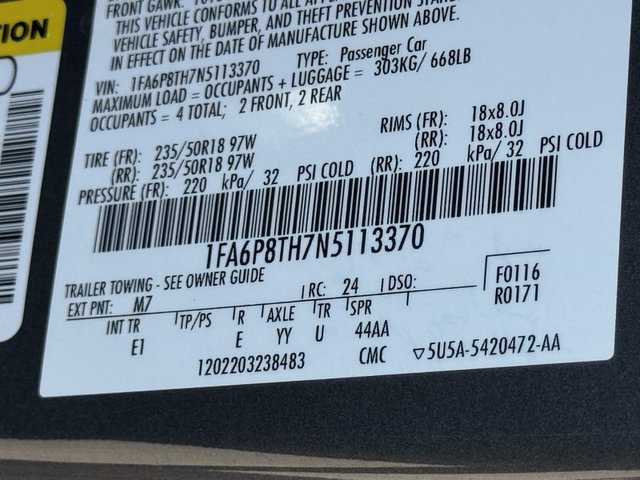 TION
THIS VEHICLE CONFORMS TO ALL
VEHICLE SAFETY, BUMPER, AND THEFT PREVENTION
IN EFFECT ON THE DATE OF MANUFACTURE SHOWN ABOVE.
VIN: 1FA6P8TH7N5113370 TYPE: Passenger Car
MAXIMUM LOAD = OCCUPANTS + LUGGAGE = 303KG/ 668LB
OCCUPANTS = 4 TOTAL; 2 FRONT, 2 REAR
TIRE (FR): 235/50R18 97W RIMS (FR): 18x8.0J
(RR): 235/50R18 97W (RR): 18x8.0J
PRESSURE (FR): 220 kPa/ 32 PSI COLD (RR): 220 kPa/ 32 PSI COLD
1FA6P8TH7N5113370
TRAILER TOWING - SEE OWNER GUIDE
EXT PNT: M7 RC: 24 DSO: F0116
INT TR TP/PS R AXLE TR SPR R0171
E1 E YY U 44AA
1202203238483 CMC ▽5U5A-5420472-AA